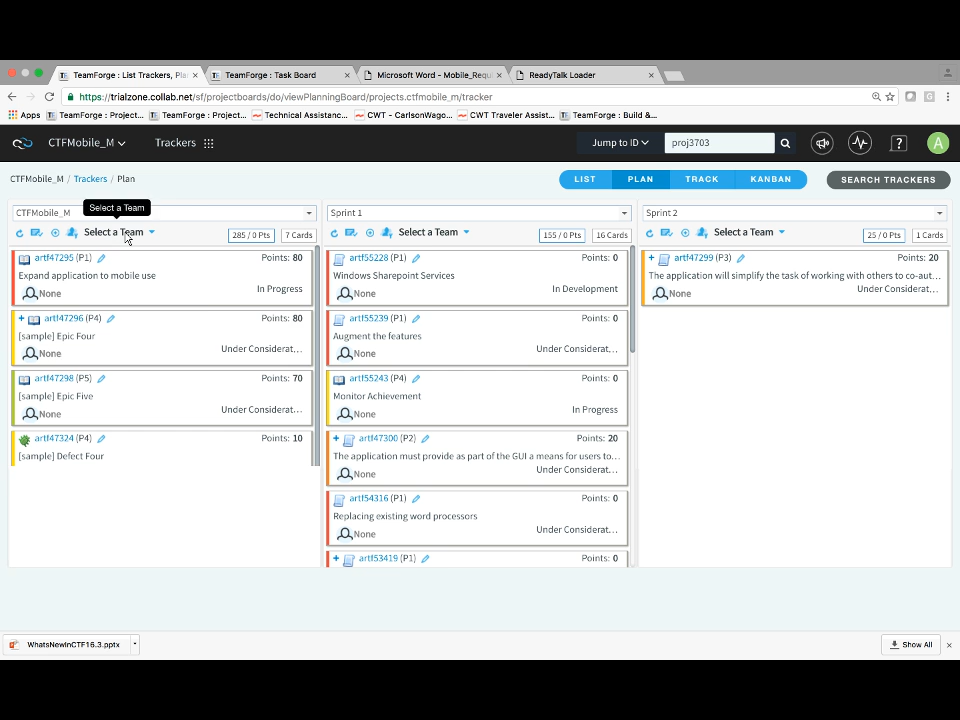 TeamForge : List Trackers, Pla
TeamForge : Task Board
Microsoft Word - Mobile_Requi
ReadyTalk Loader
https://trialzone.collab.net/sf/projectboards/do/viewPlanningBoard/projects.ctfmobile_m/tracker
Apps
TeamForge : Project...
TeamForge : Project...
Technical Assistanc...
CWT - CarlsonWago...
CWT Traveler Assist...
TeamForge : Build &...
CTFMobile_M
Trackers
Jump to ID
proj3703
?
A
CTFMobile_M / Trackers / Plan
LIST
PLAN
TRACK
KANBAN
SEARCH TRACKERS
Select a Team
CTFMobile_M
Select a Team
285 / 0 Pts
7 Cards
artf47295 (P1)
Points: 80
Expand application to mobile use
None
In Progress
+ artf47296 (P4)
Points: 80
[sample] Epic Four
None
Under Considerat...
artf47298 (P5)
Points: 70
[sample] Epic Five
None
Under Considerat...
artf47324 (P4)
Points: 10
[sample] Defect Four
Sprint 1
Select a Team
155 / 0 Pts
16 Cards
artf55228 (P1)
Points: 0
Windows Sharepoint Services
None
In Development
artf55239 (P1)
Points: 0
Augment the features
None
Under Considerat...
artf55243 (P4)
Points: 0
Monitor Achievement
None
In Progress
+ artf47300 (P2)
Points: 20
The application must provide as part of the GUI a means for users to...
None
Under Considerat...
artf54316 (P1)
Points: 0
Replacing existing word processors
None
Under Considerat...
+ artf53419 (P1)
Points: 0
Sprint 2
Select a Team
25 / 0 Pts
1 Cards
+ artf47299 (P3)
Points: 20
The application will simplify the task of working with others to co-aut...
None
Under Considerat...
WhatsNewInCTF16.3.pptx
Show All